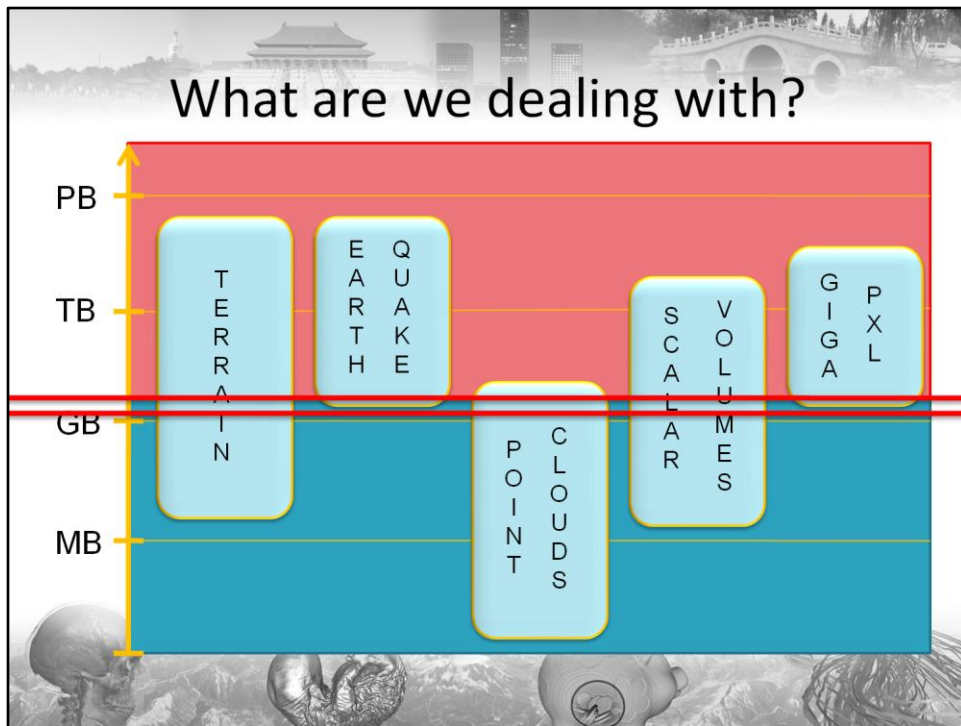 What are we dealing with?
PB
TB
GB
MB
TERRAIN
EARTH
QUAKE
POINT
CLOUDS
SCALAR
VOLUMES
GIGA
PXL